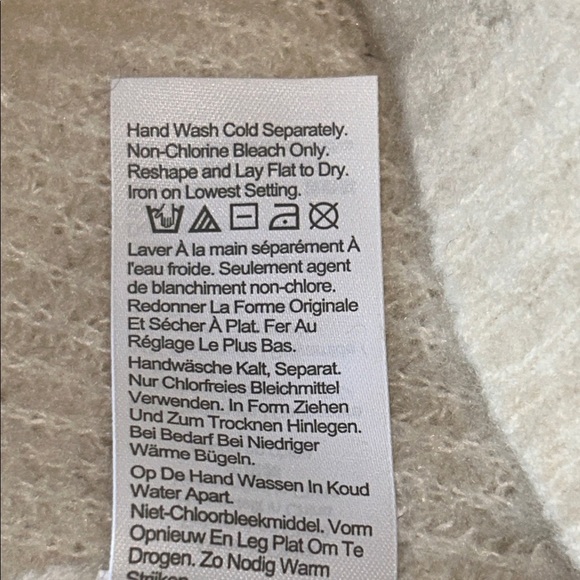 Hand Wash Cold Separately.
Non-Chlorine Bleach Only.
Reshape and Lay Flat to Dry.
Iron on Lowest Setting.
Laver À la main séparément À
l'eau froide. Seulement agent
de blanchiment non-chlore.
Redonner La Forme Originale
Et Sécher À Plat. Fer Au
Réglage Le Plus Bas.
Handwäsche Kalt, Separat.
Nur Chlorfreies Bleichmittel
Verwenden. In Form Ziehen
Und Zum Trocknen Hinlegen.
Bei Bedarf Bei Niedriger
Wärme Bügeln.
Op De Hand Wassen In Koud
Water Apart.
Niet-Chloorbleekmiddel. Vorm
Opnieuw En Leg Plat Om Te
Drogen. Zo Nodig Warm
Strijken